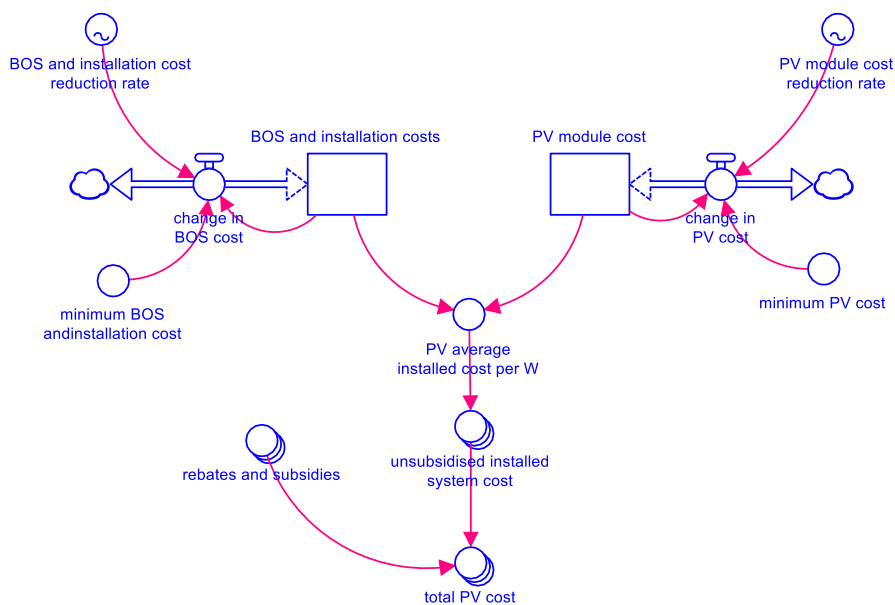 BOS and installation cost
reduction rate
PV module cost
reduction rate
BOS and installation costs
PV module cost
change in
BOS cost
change in
PV cost
minimum BOS
andinstallation cost
minimum PV cost
PV average
installed cost per W
rebates and subsidies
unsubsidised installed
system cost
total PV cost